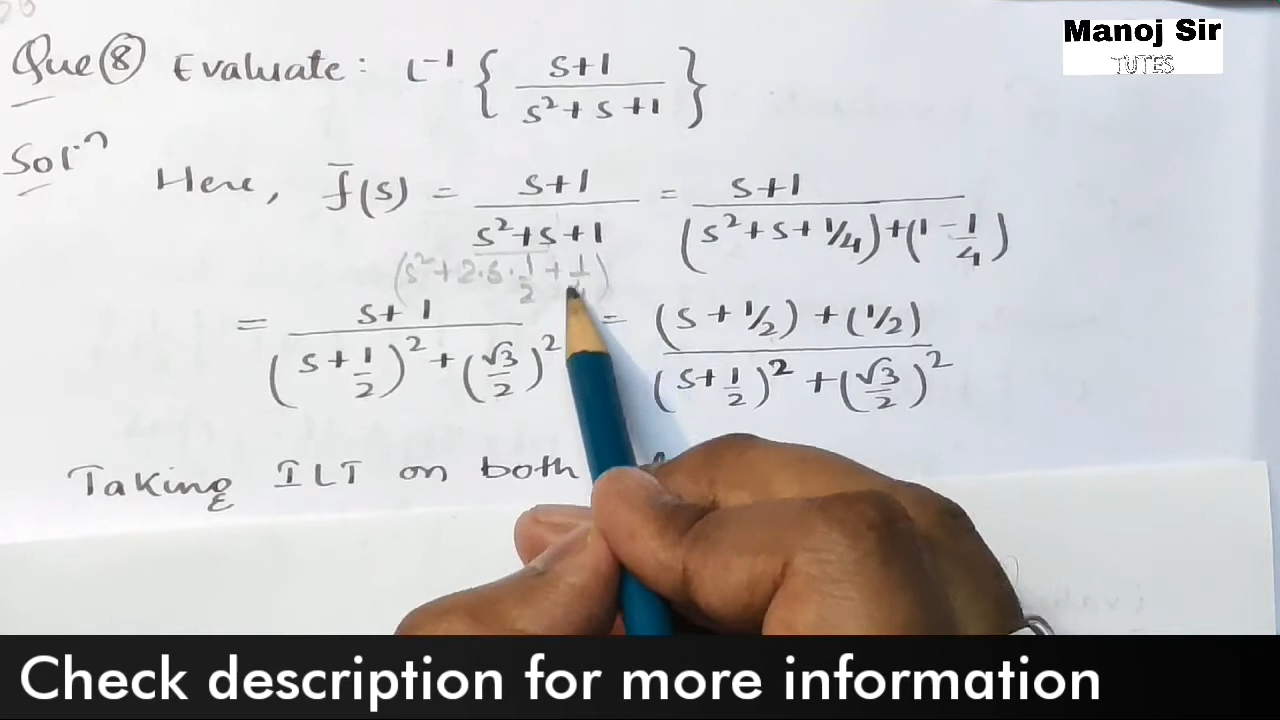 Manoj Sir
TUTES
Que 8 Evaluate: L⁻¹ { (s+1)/(s²+s+1) }
Solⁿ
Here, f̄(s) = (s+1)/(s²+s+1) = (s+1)/((s²+s+1/4)+(1-1/4))
(s²+2·s·1/2+1/4)
= (s+1)/((s+1/2)²+(√3/2)²) = ((s+1/2)+(1/2))/((s+1/2)²+(√3/2)²)
Taking ILT on both
Check description for more information